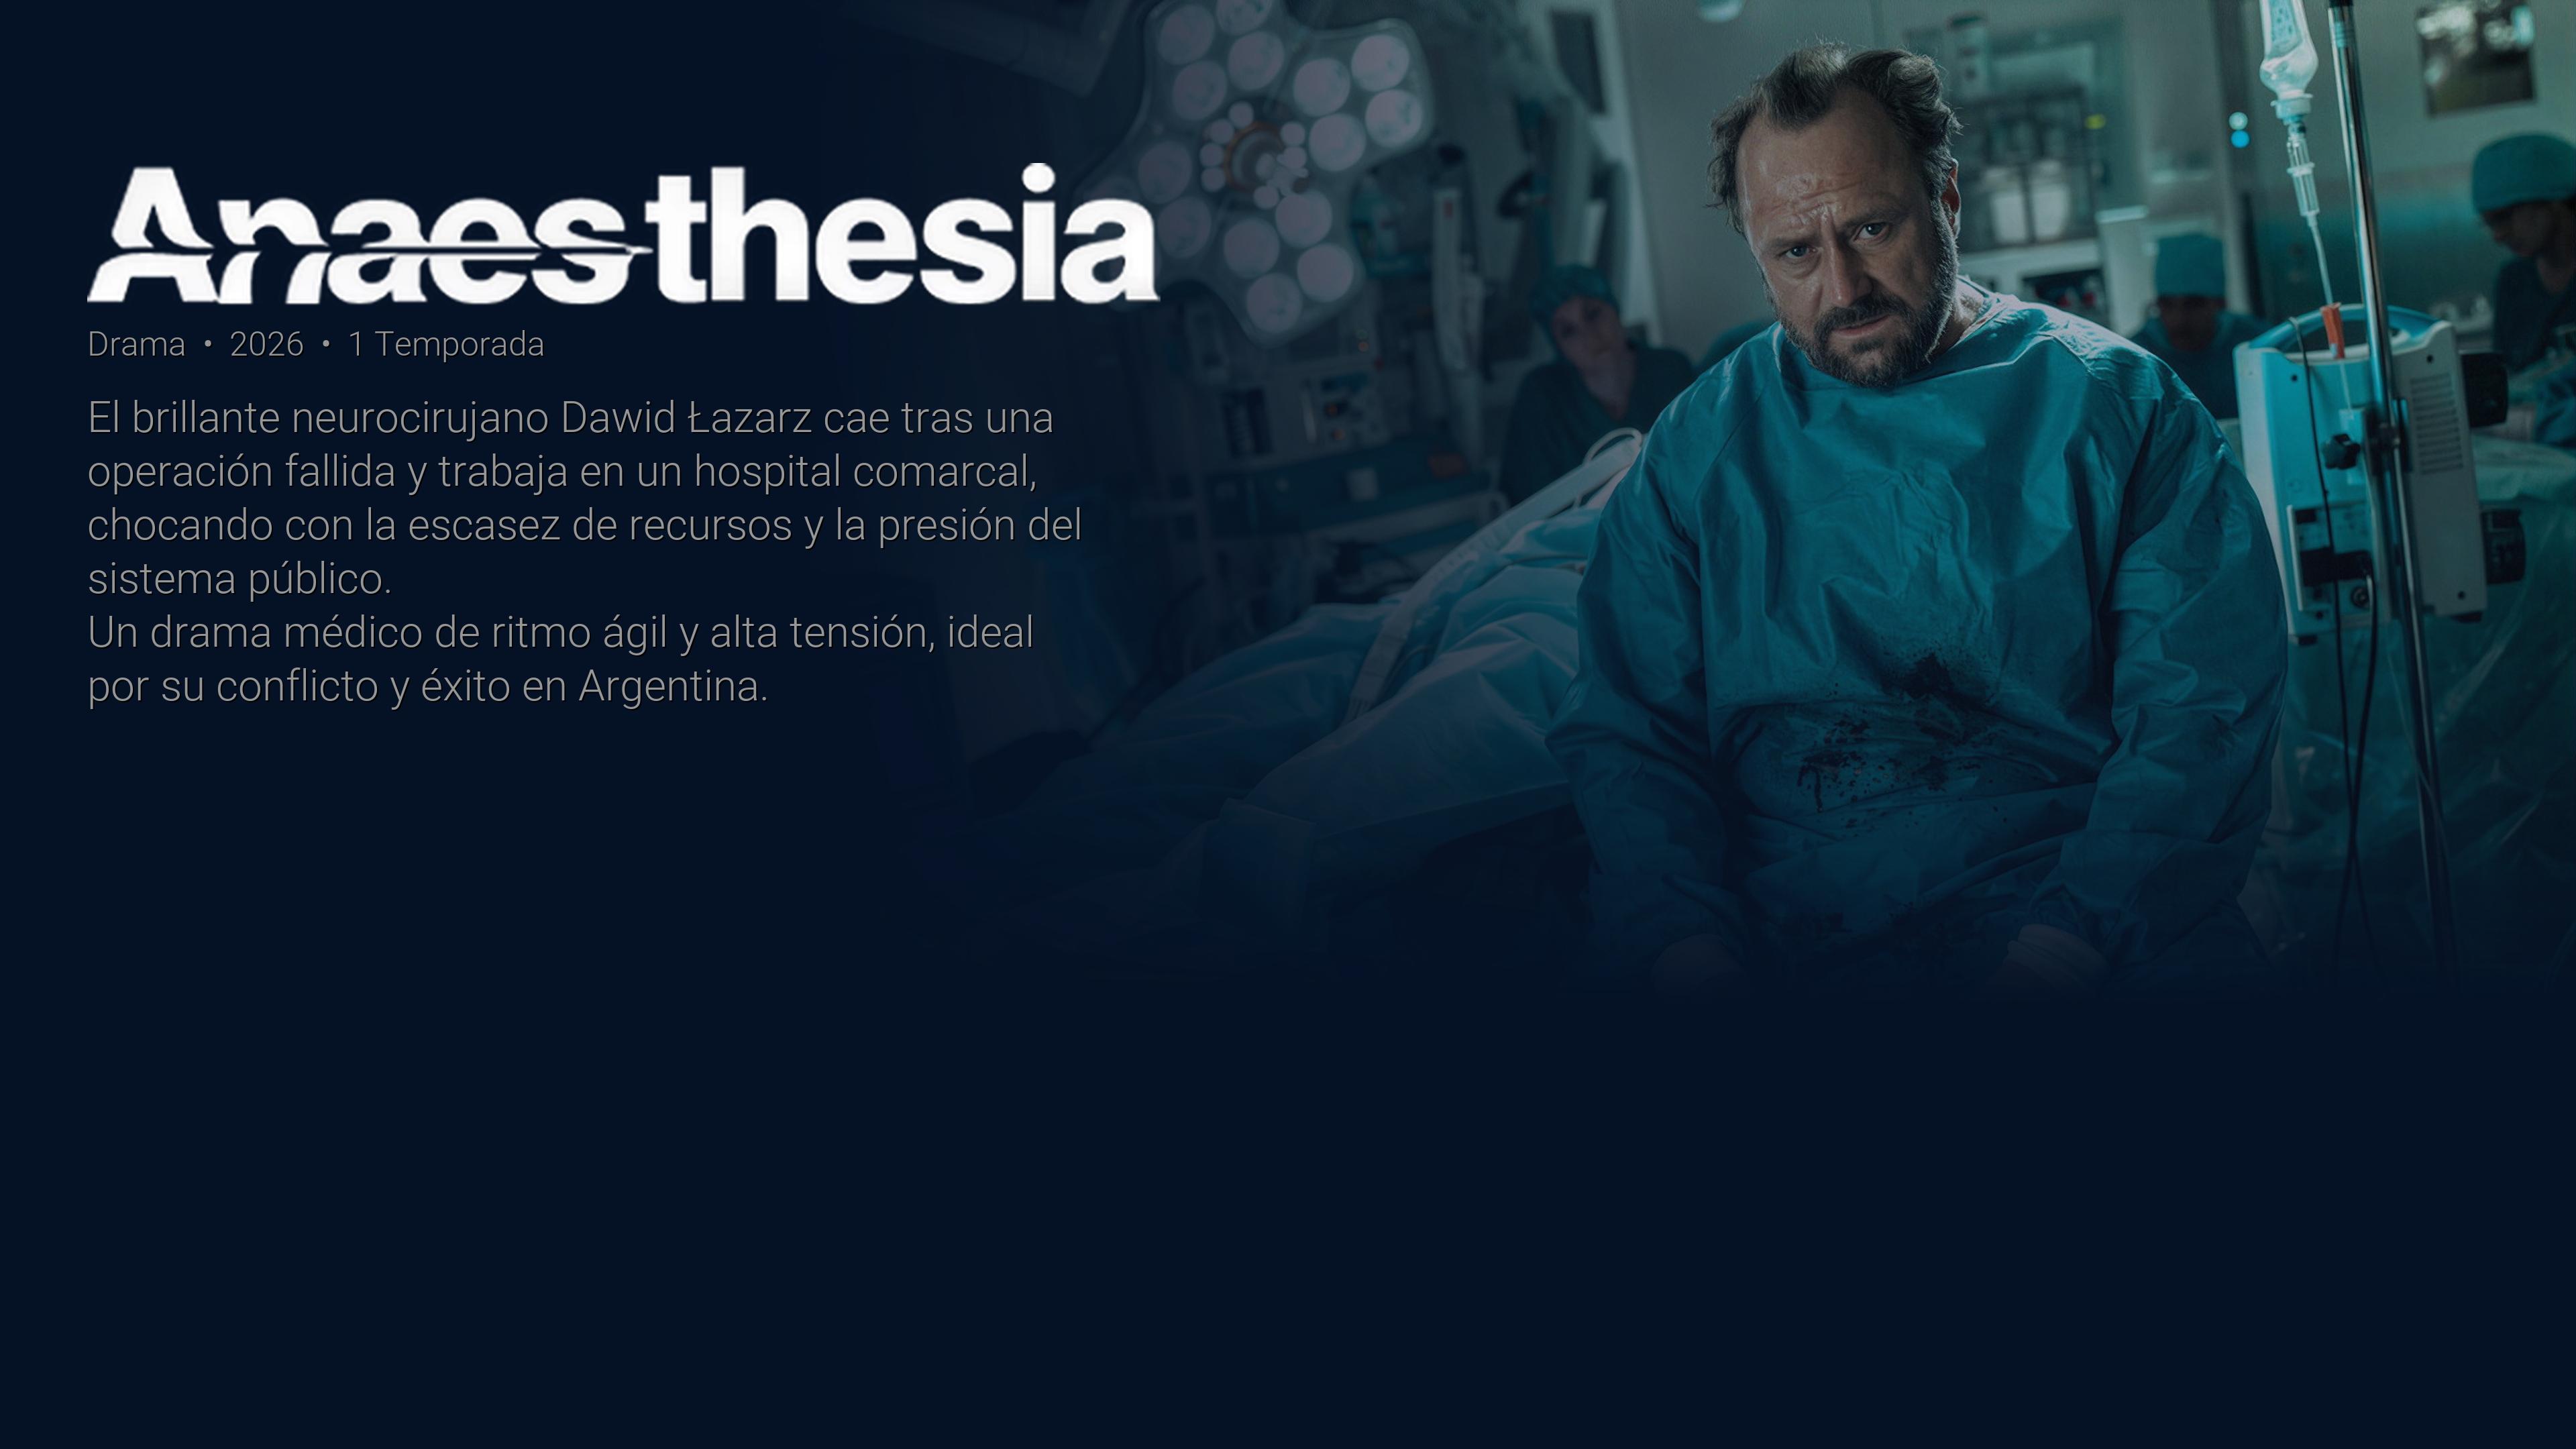 Anaesthesia
Drama • 2026 • 1 Temporada
El brillante neurocirujano Dawid Łazarz cae tras una
operación fallida y trabaja en un hospital comarcal,
chocando con la escasez de recursos y la presión del
sistema público.
Un drama médico de ritmo ágil y alta tensión, ideal
por su conflicto y éxito en Argentina.